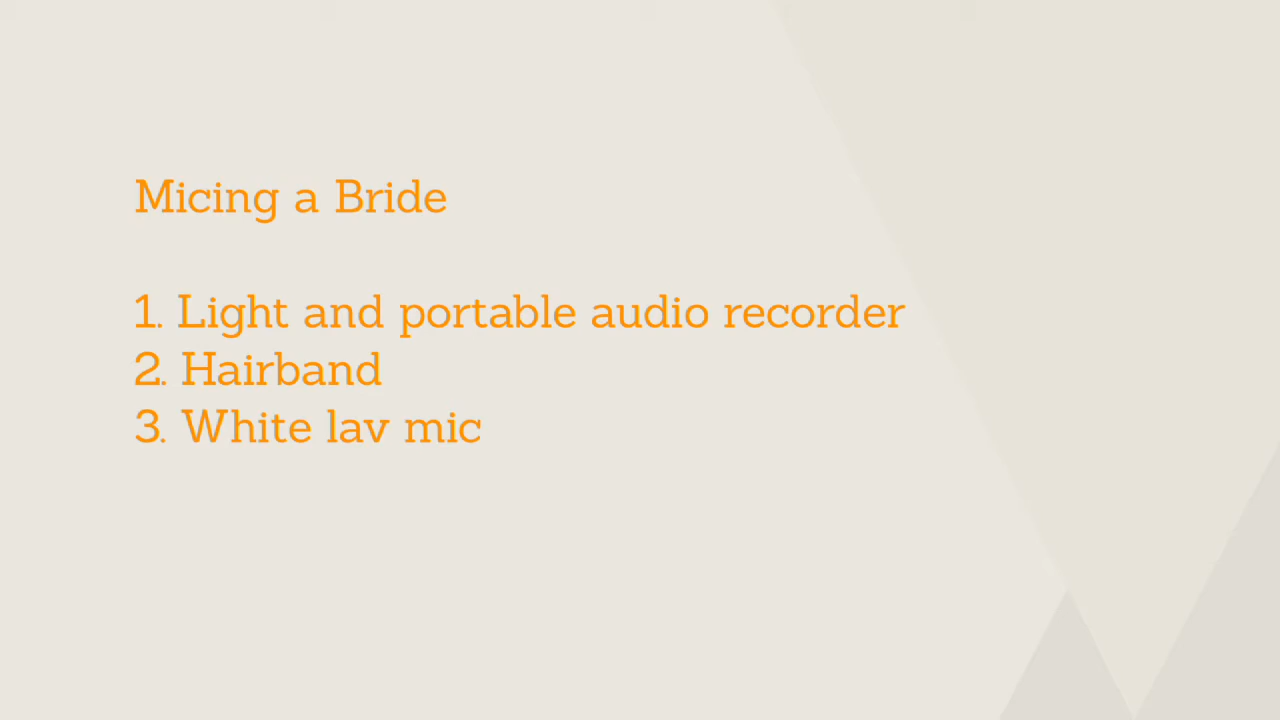 Micing a Bride
1. Light and portable audio recorder
2. Hairband
3. White lav mic